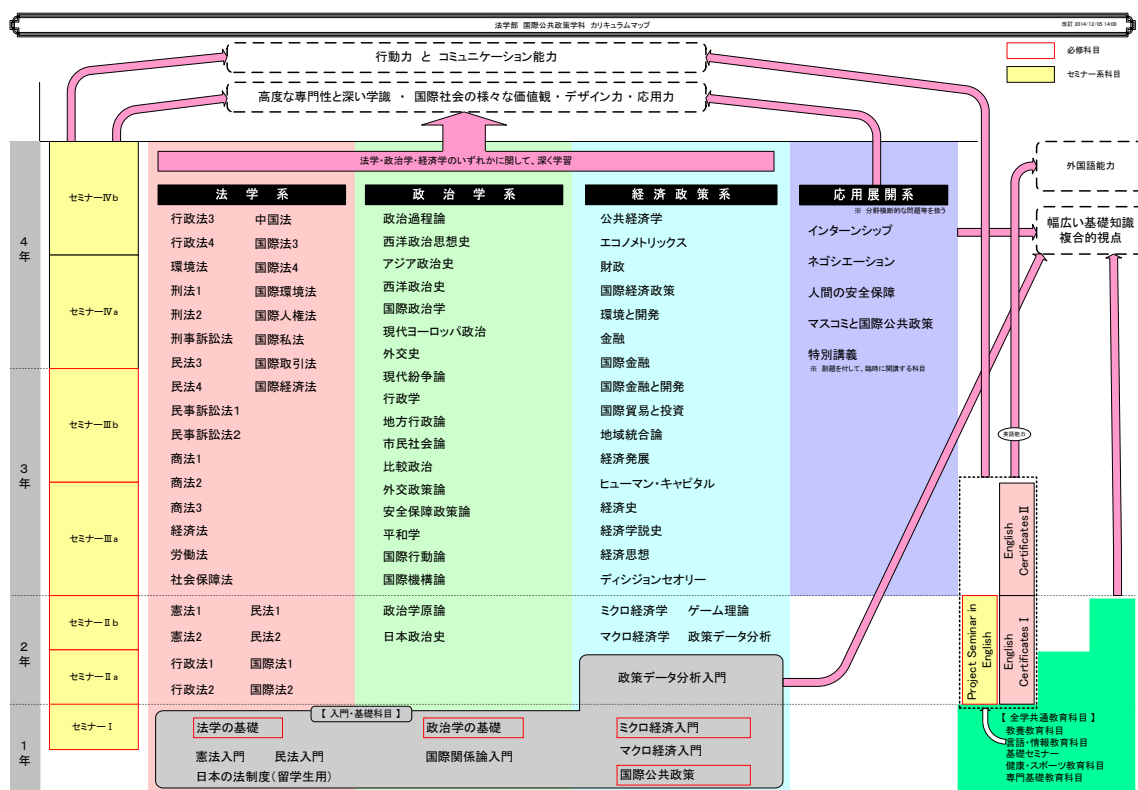 法学部 国際公共政策学科 カリキュラムマップ
改訂 2014/12/05 14:00
必修科目
セミナー系科目
行動力 と コミュニケーション能力
高度な専門性と深い学識 ・ 国際社会の様々な価値観・デザイン力・応用力
法学・政治学・経済学のいずれかに関して、深く学習
外国語能力
幅広い基礎知識
複合的視点
4年
3年
2年
1年
セミナーⅣb
セミナーⅣa
セミナーⅢb
セミナーⅢa
セミナーⅡb
セミナーⅡa
セミナーⅠ
法 学 系
行政法3 中国法
行政法4 国際法3
環境法 国際法4
刑法1 国際環境法
刑法2 国際人権法
刑事訴訟法 国際私法
民法3 国際取引法
民法4 国際経済法
民事訴訟法1
民事訴訟法2
商法1
商法2
商法3
経済法
労働法
社会保障法
憲法1 民法1
憲法2 民法2
行政法1 国際法1
行政法2 国際法2
政 治 学 系
政治過程論
西洋政治思想史
アジア政治史
西洋政治史
国際政治学
現代ヨーロッパ政治
外交史
現代紛争論
行政学
地方行政論
市民社会論
比較政治
外交政策論
安全保障政策論
平和学
国際行動論
国際機構論
政治学原論
日本政治史
経 済 政 策 系
公共経済学
エコノメトリックス
財政
国際経済政策
環境と開発
金融
国際金融
国際金融と開発
国際貿易と投資
地域統合論
経済発展
ヒューマン・キャピタル
経済史
経済学説史
経済思想
ディシジョンセオリー
ミクロ経済学 ゲーム理論
マクロ経済学 政策データ分析
政策データ分析入門
応 用 展 開 系
※ 分野横断的な問題等を扱う
インターンシップ
ネゴシエーション
人間の安全保障
マスコミと国際公共政策
特別講義
※ 副題を付して、臨時に開講する科目
【 入門・基礎科目 】
法学の基礎
憲法入門 民法入門
日本の法制度(留学生用)
政治学の基礎
国際関係論入門
ミクロ経済入門
マクロ経済入門
国際公共政策
英語能力
English Certificates Ⅱ
English Certificates Ⅰ
Project Seminar in English
【 全学共通教育科目 】
教養教育科目
言語・情報教育科目
基礎セミナー
健康・スポーツ教育科目
専門基礎教育科目